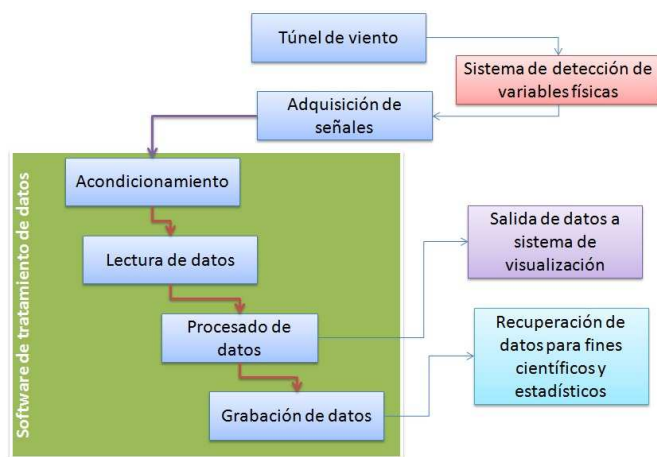 Túnel de viento
Sistema de detección de
variables físicas
Adquisición de
señales
Software de tratamiento de datos
Acondicionamiento
Lectura de datos
Salida de datos a
sistema de
visualización
Procesado de
datos
Recuperación de
datos para fines
científicos y
estadísticos
Grabación de datos